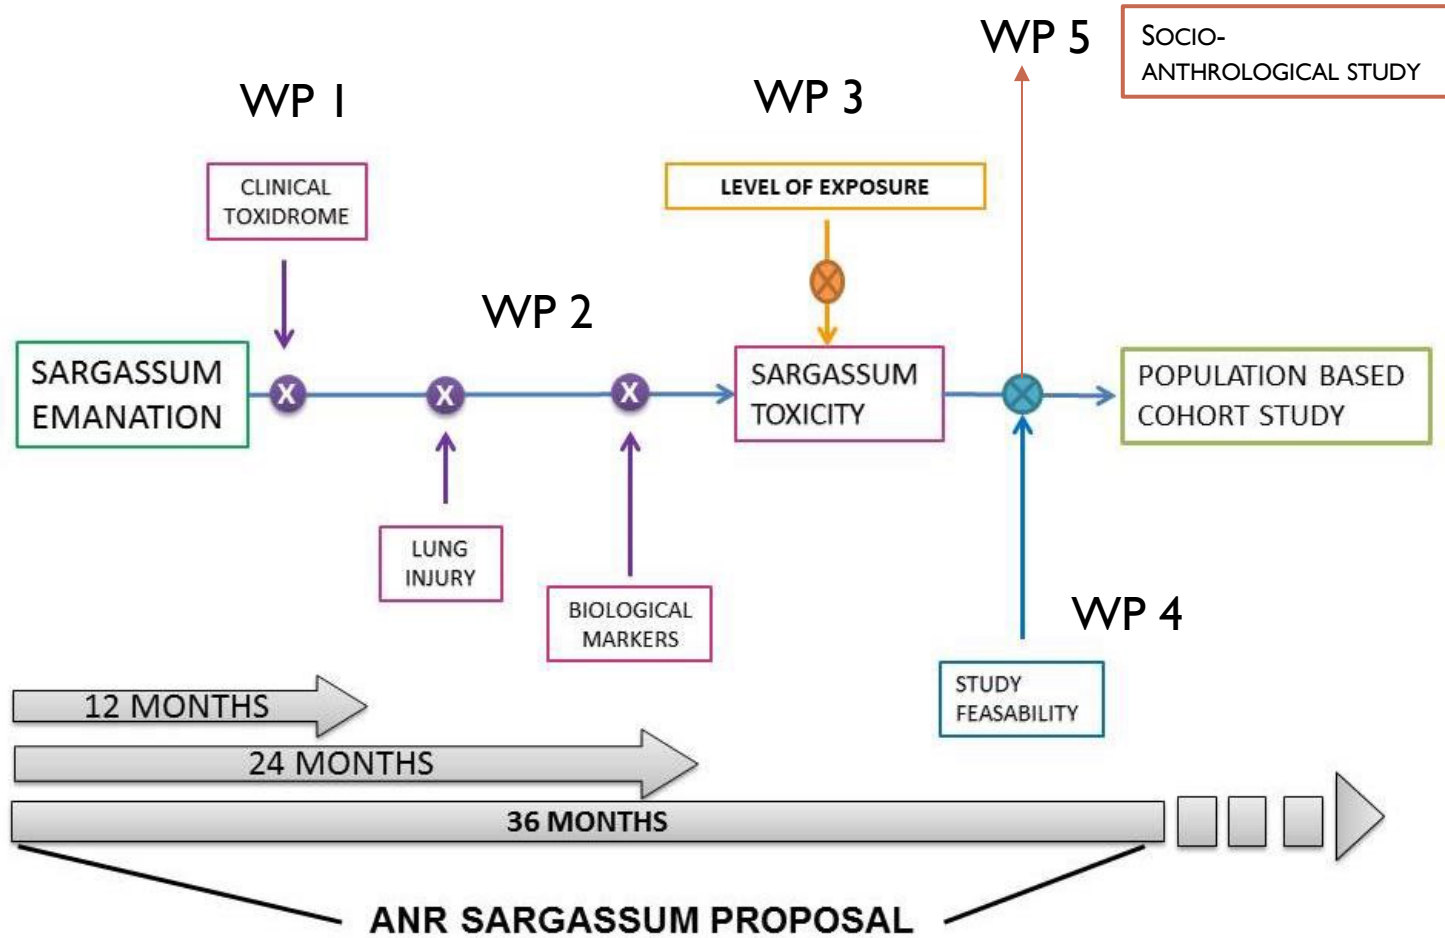 WP 5
SOCIO-
ANTHROLOGICAL STUDY
WP 1
WP 3
CLINICAL
TOXIDROME
LEVEL OF EXPOSURE
WP 2
SARGASSUM
EMANATION
X
X
X
SARGASSUM
TOXICITY
POPULATION BASED
COHORT STUDY
LUNG
INJURY
BIOLOGICAL
MARKERS
WP 4
STUDY
FEASABILITY
12 MONTHS
24 MONTHS
36 MONTHS
ANR SARGASSUM PROPOSAL